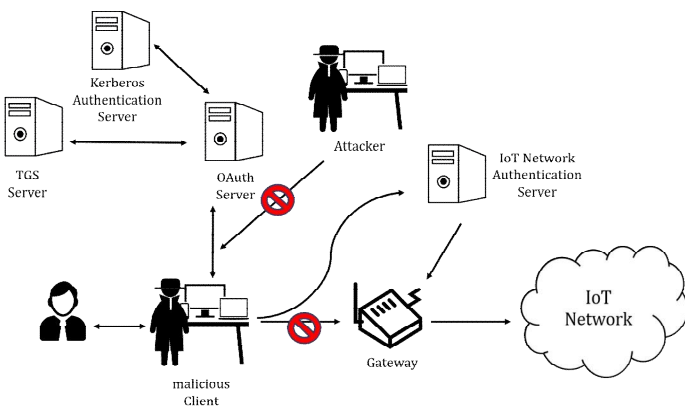 Kerberos
Authentication
Server
TGS
Server
OAuth
Server
Attacker
IoT Network
Authentication
Server
malicious
Client
Gateway
IoT
Network